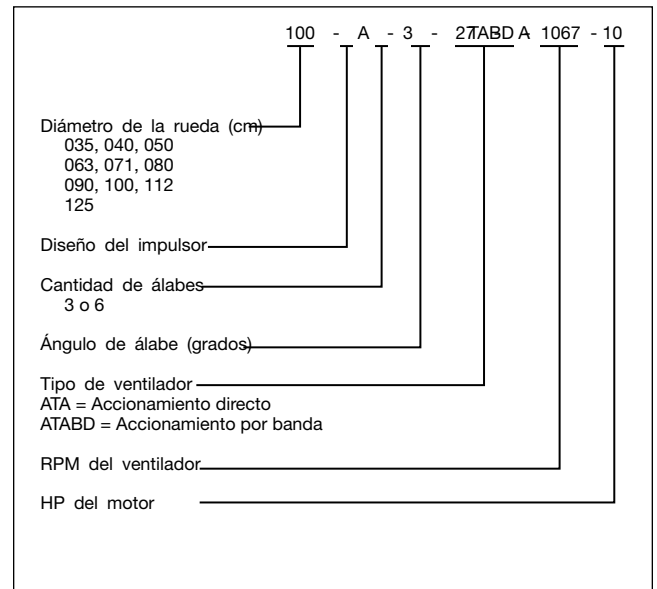 100 - A - 3 - 27TABD A 1067 - 10
Diámetro de la rueda (cm)
035, 040, 050
063, 071, 080
090, 100, 112
125
Diseño del impulsor
Cantidad de álabes
3 o 6
Ángulo de álabe (grados)
Tipo de ventilador
ATA = Accionamiento directo
ATABD = Accionamiento por banda
RPM del ventilador
HP del motor